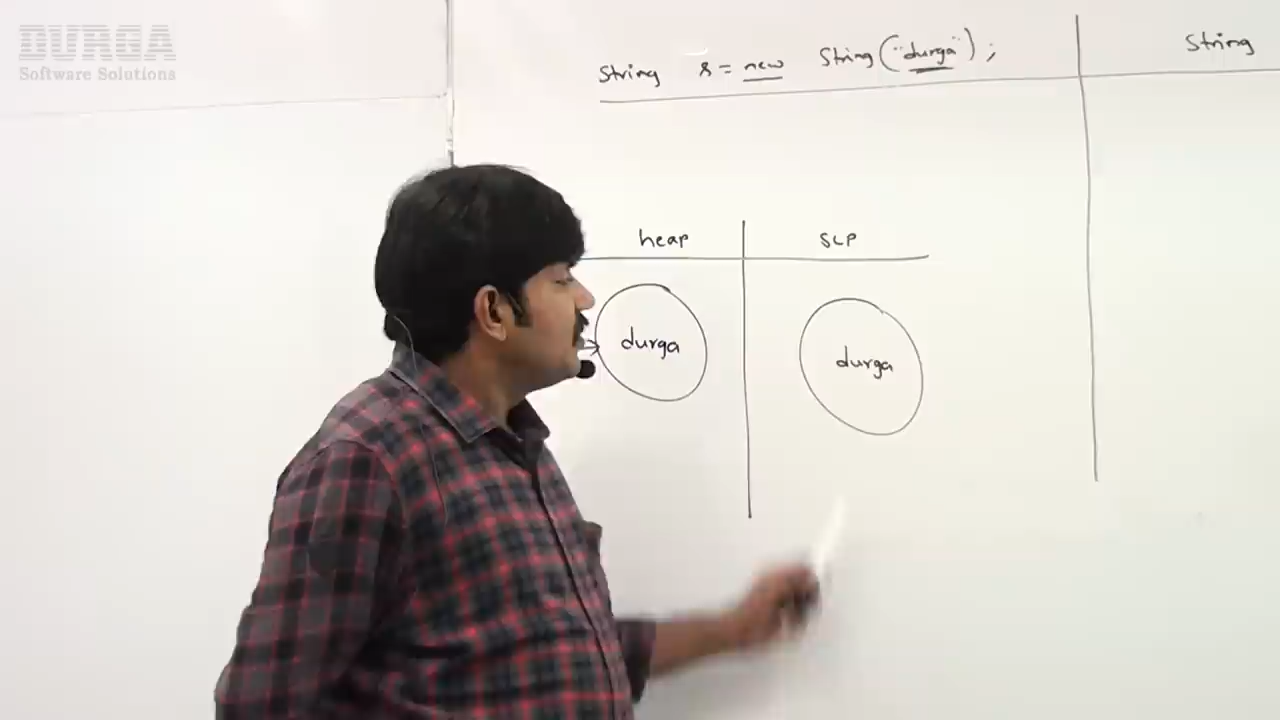 DURGA
Software Solutions
String s = new String("durga");
String
heap
SCP
durga
durga